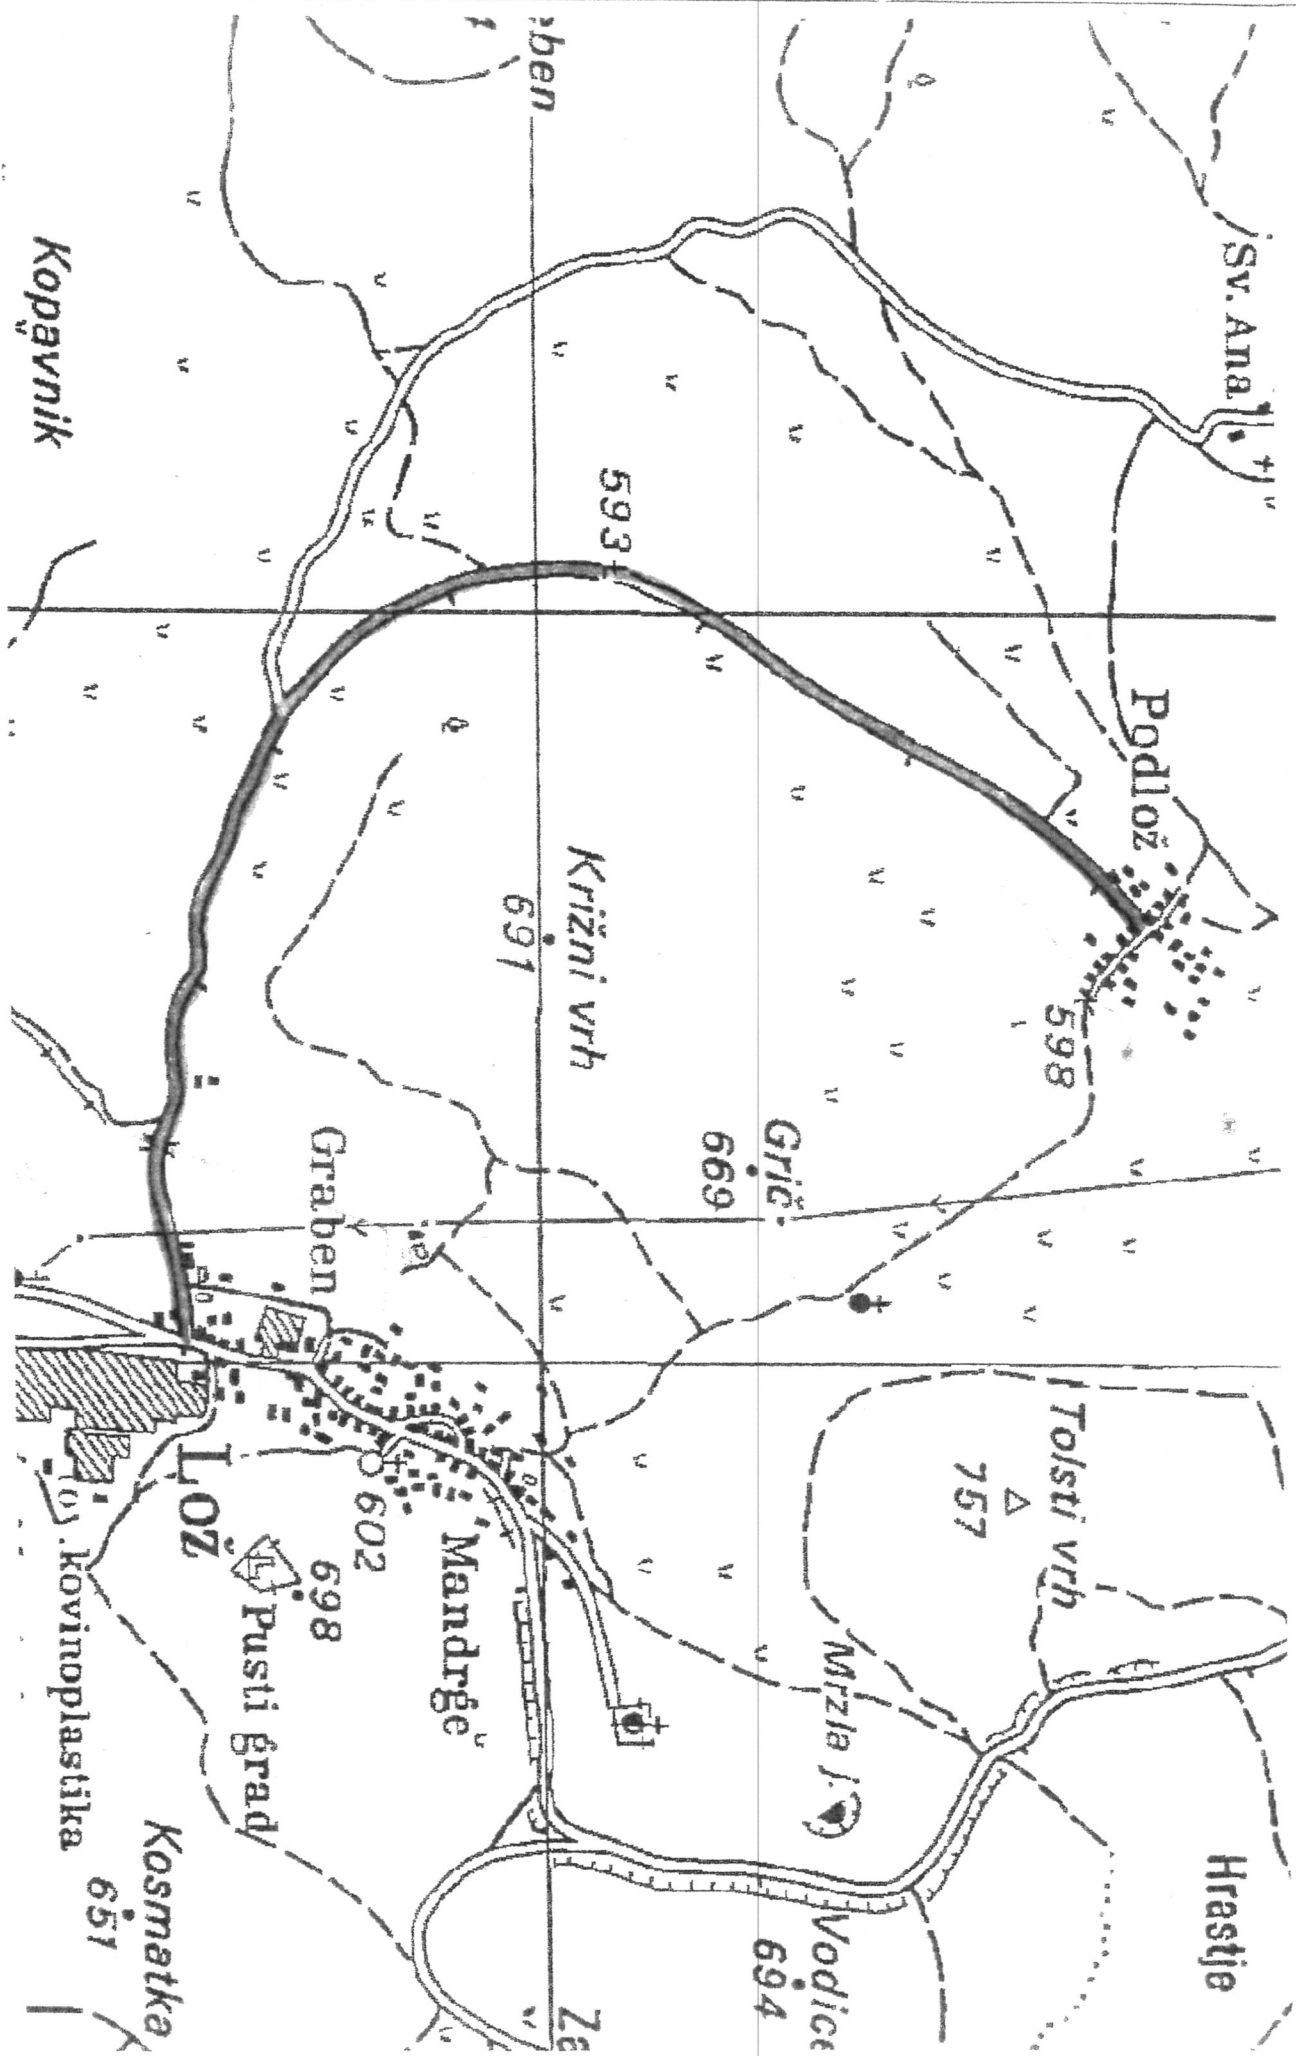 Hrastje
Sv. Ana
Podlož
598
Tolsti vrh
757
Mrzla j.
Vodice
694
Grič
669
593
Križni vrh
691
Mandrge
Graben
602
698
Pusti grad
Lož
kovinoplastika
Kosmatka
651
Kopavnik